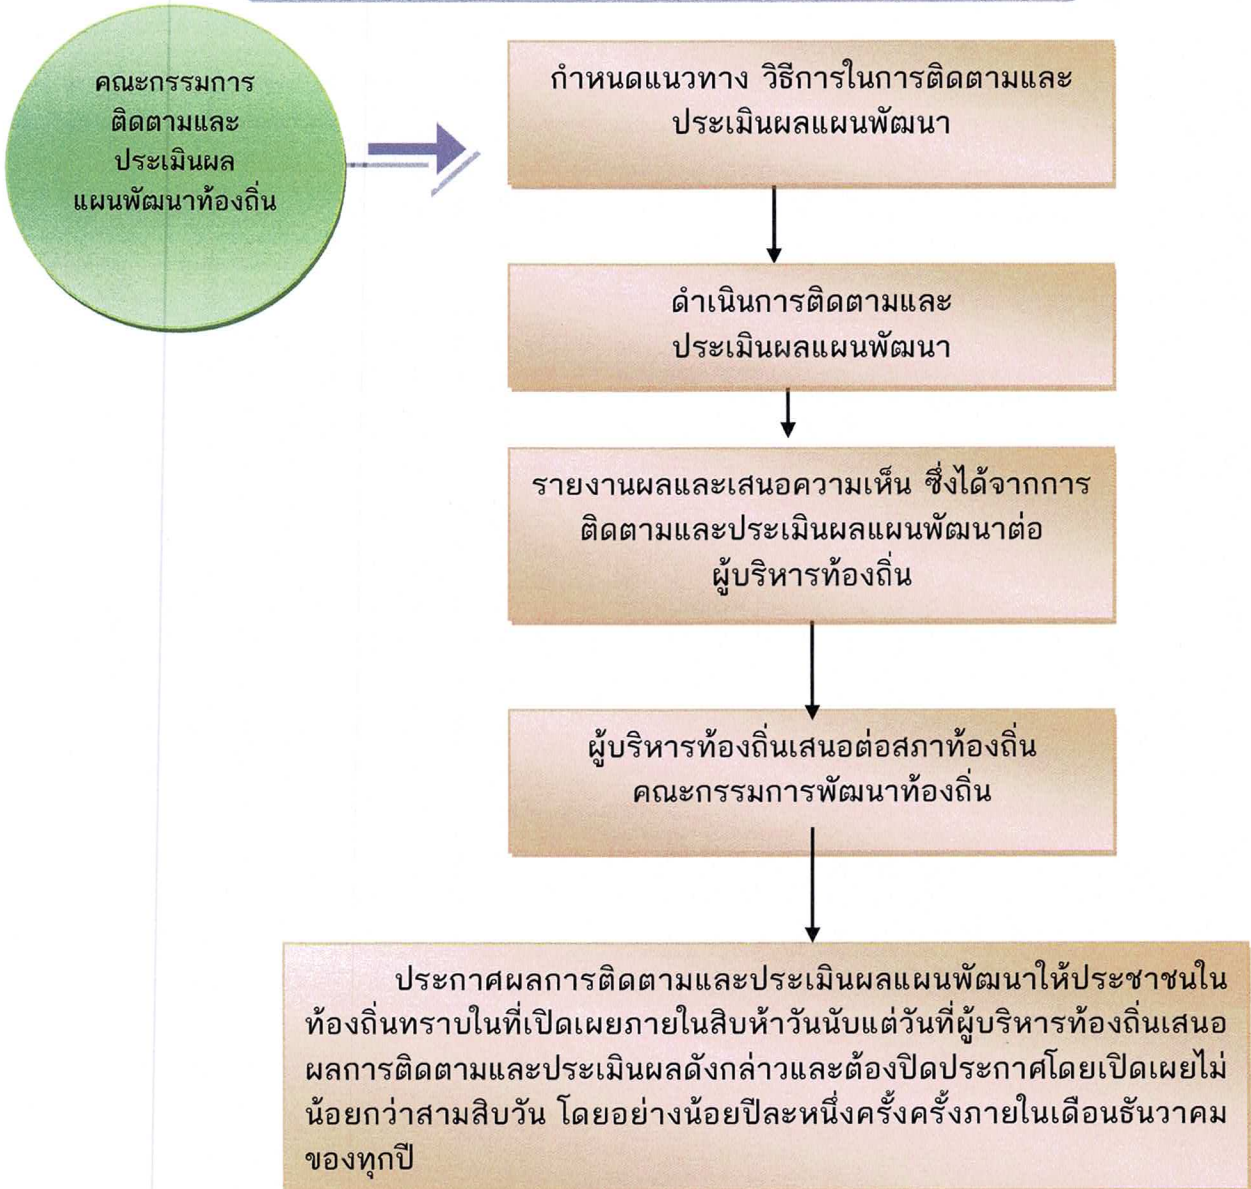 คณะกรรมการ
ติดตามและ
ประเมินผล
แผนพัฒนาท้องถิ่น
กำหนดแนวทาง วิธีการในการติดตามและ
ประเมินผลแผนพัฒนา
ดำเนินการติดตามและ
ประเมินผลแผนพัฒนา
รายงานผลและเสนอความเห็น ซึ่งได้จากการ
ติดตามและประเมินผลแผนพัฒนาต่อ
ผู้บริหารท้องถิ่น
ผู้บริหารท้องถิ่นเสนอต่อสภาท้องถิ่น
คณะกรรมการพัฒนาท้องถิ่น
ประกาศผลการติดตามและประเมินผลแผนพัฒนาให้ประชาชนใน
ท้องถิ่นทราบในที่เปิดเผยภายในสิบห้าวันนับแต่วันที่ผู้บริหารท้องถิ่นเสนอ
ผลการติดตามและประเมินผลดังกล่าวและต้องปิดประกาศโดยเปิดเผยไม่
น้อยกว่าสามสิบวัน โดยอย่างน้อยปีละหนึ่งครั้งครั้งภายในเดือนธันวาคม
ของทุกปี